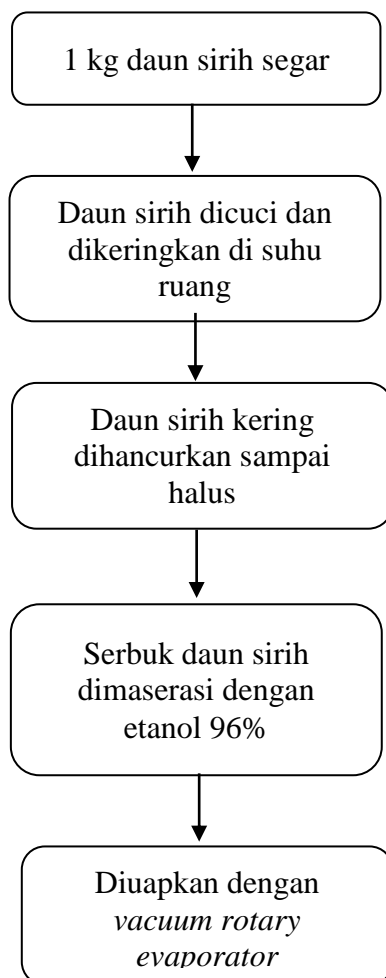 1 kg daun sirih segar
Daun sirih dicuci dan
dikeringkan di suhu
ruang
Daun sirih kering
dihancurkan sampai
halus
Serbuk daun sirih
dimaserasi dengan
etanol 96%
Diuapkan dengan
vacuum rotary
evaporator